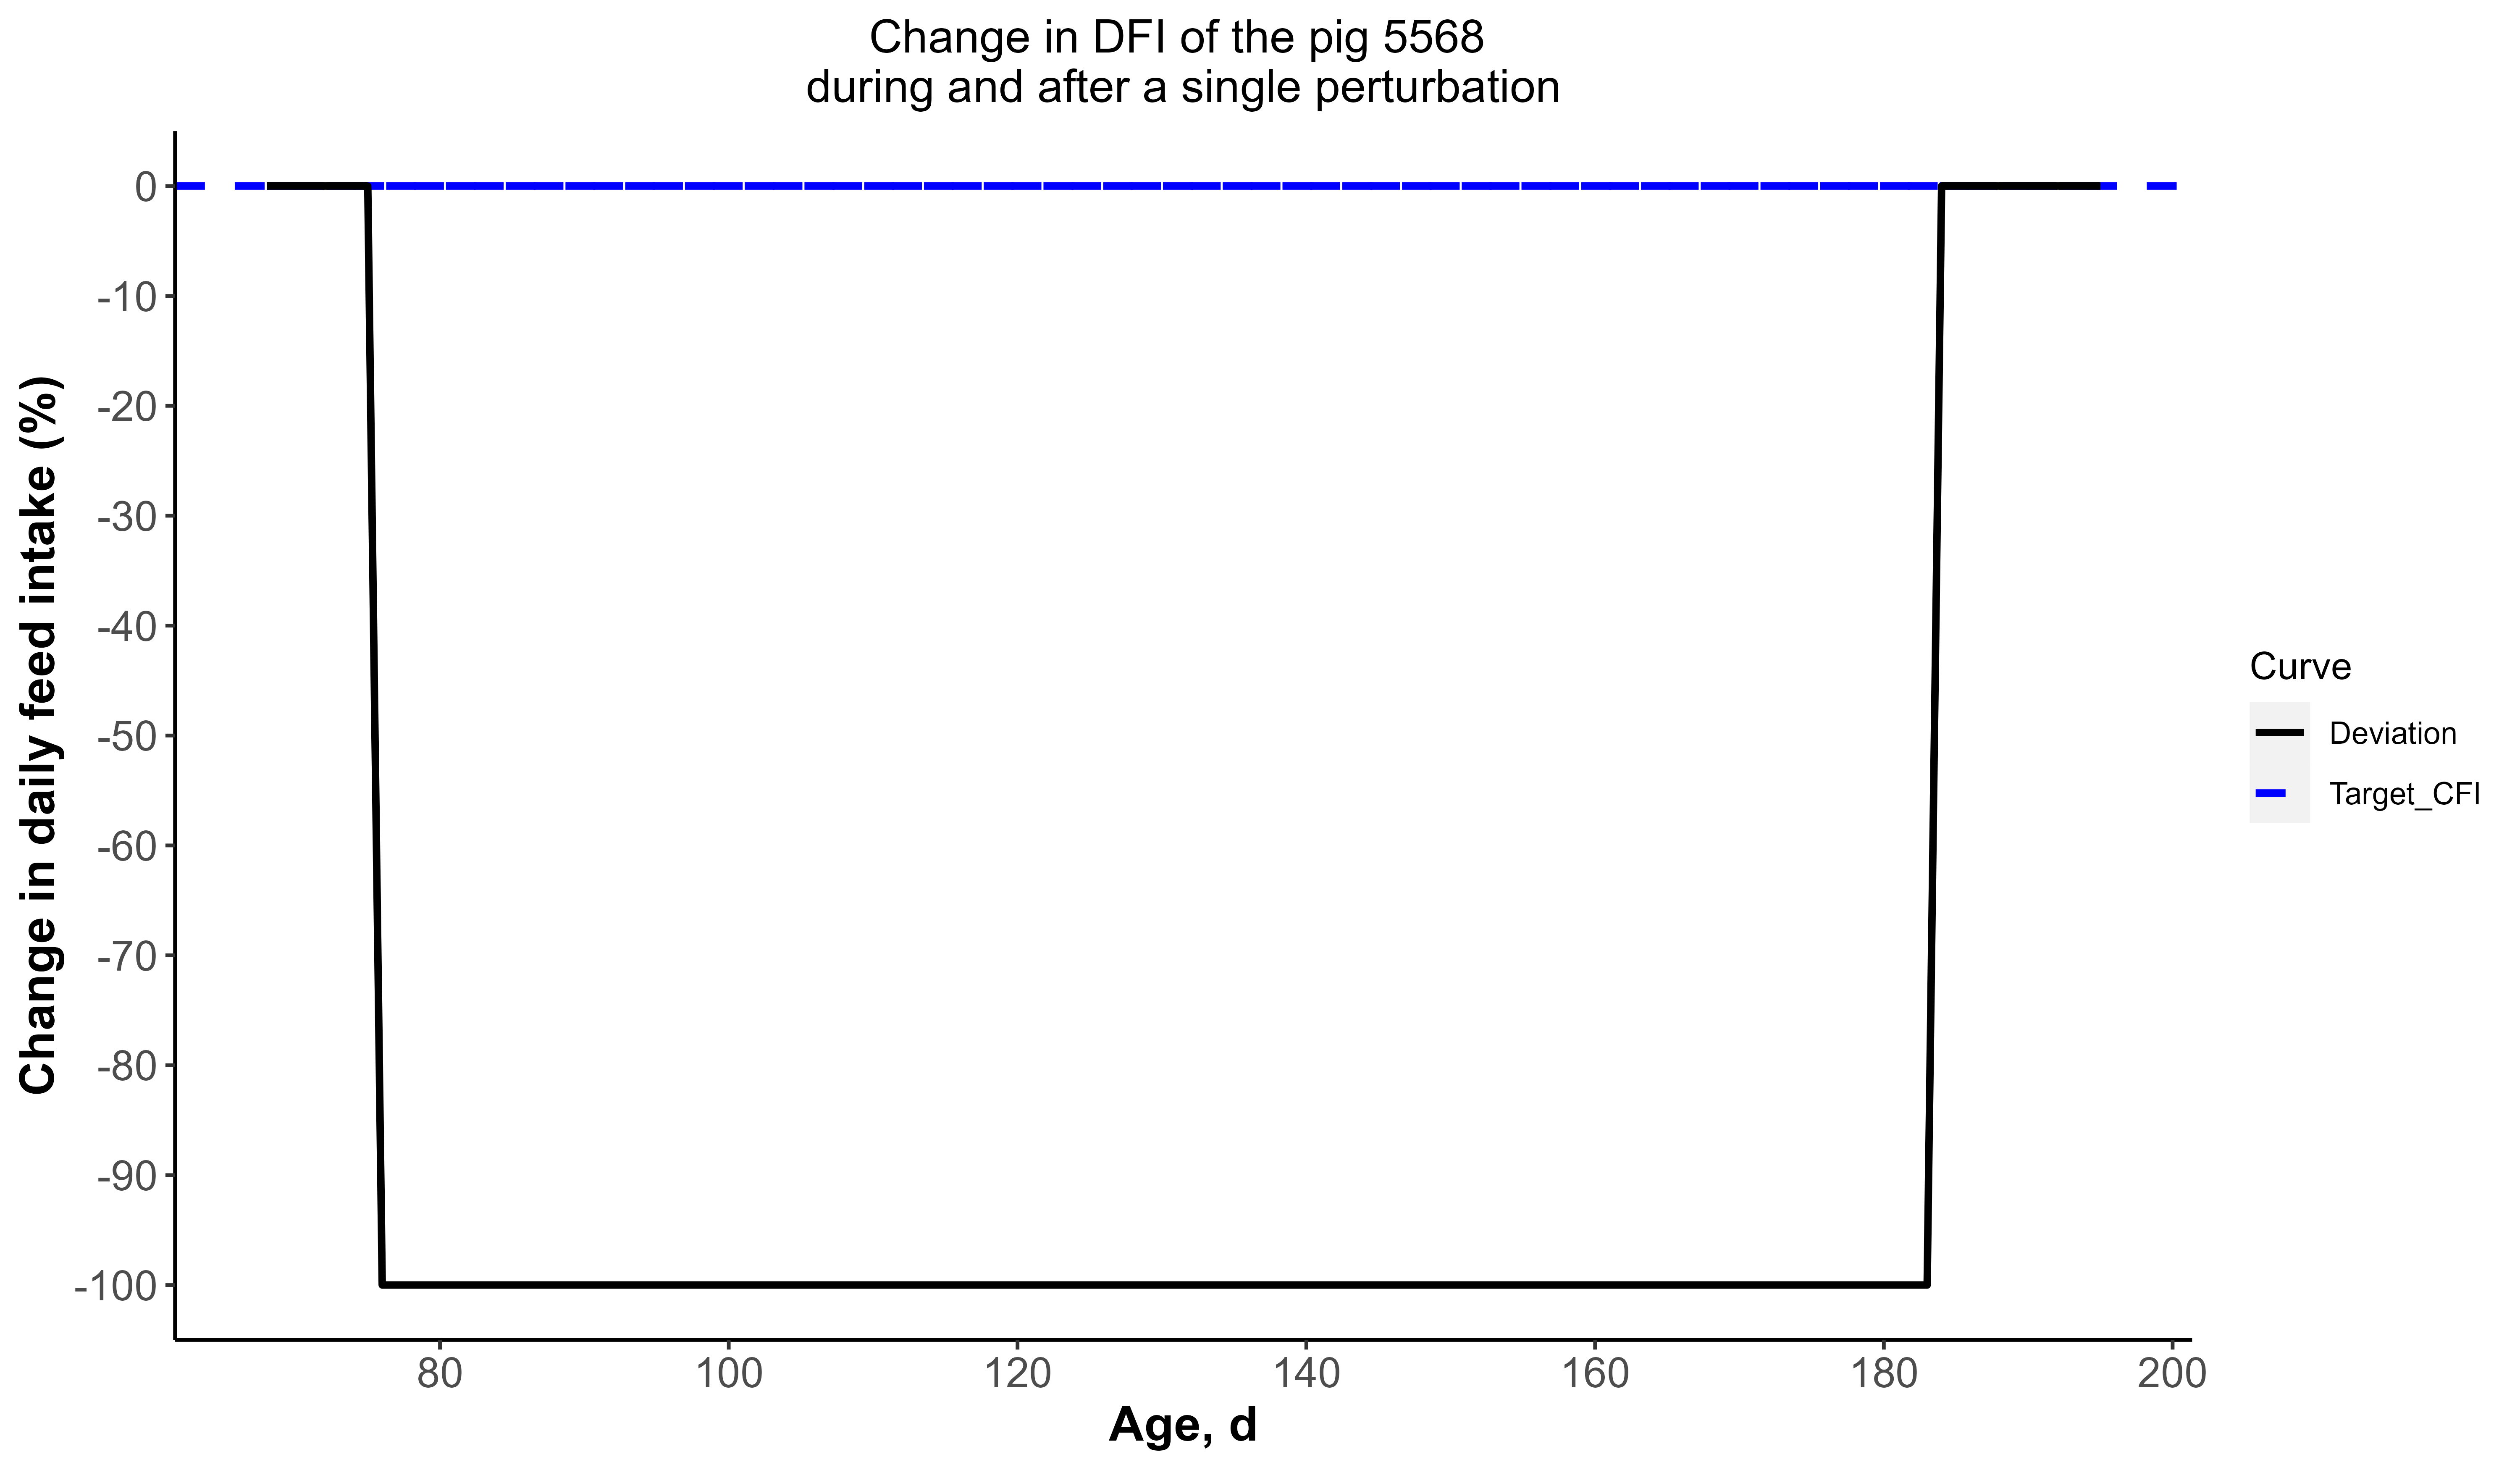 Change in DFI of the pig 5568
during and after a single perturbation
Change in daily feed intake (%)
0
-10
-20
-30
-40
-50
-60
-70
-80
-90
-100
80
100
120
140
160
180
200
Age, d
Curve
Deviation
Target_CFI